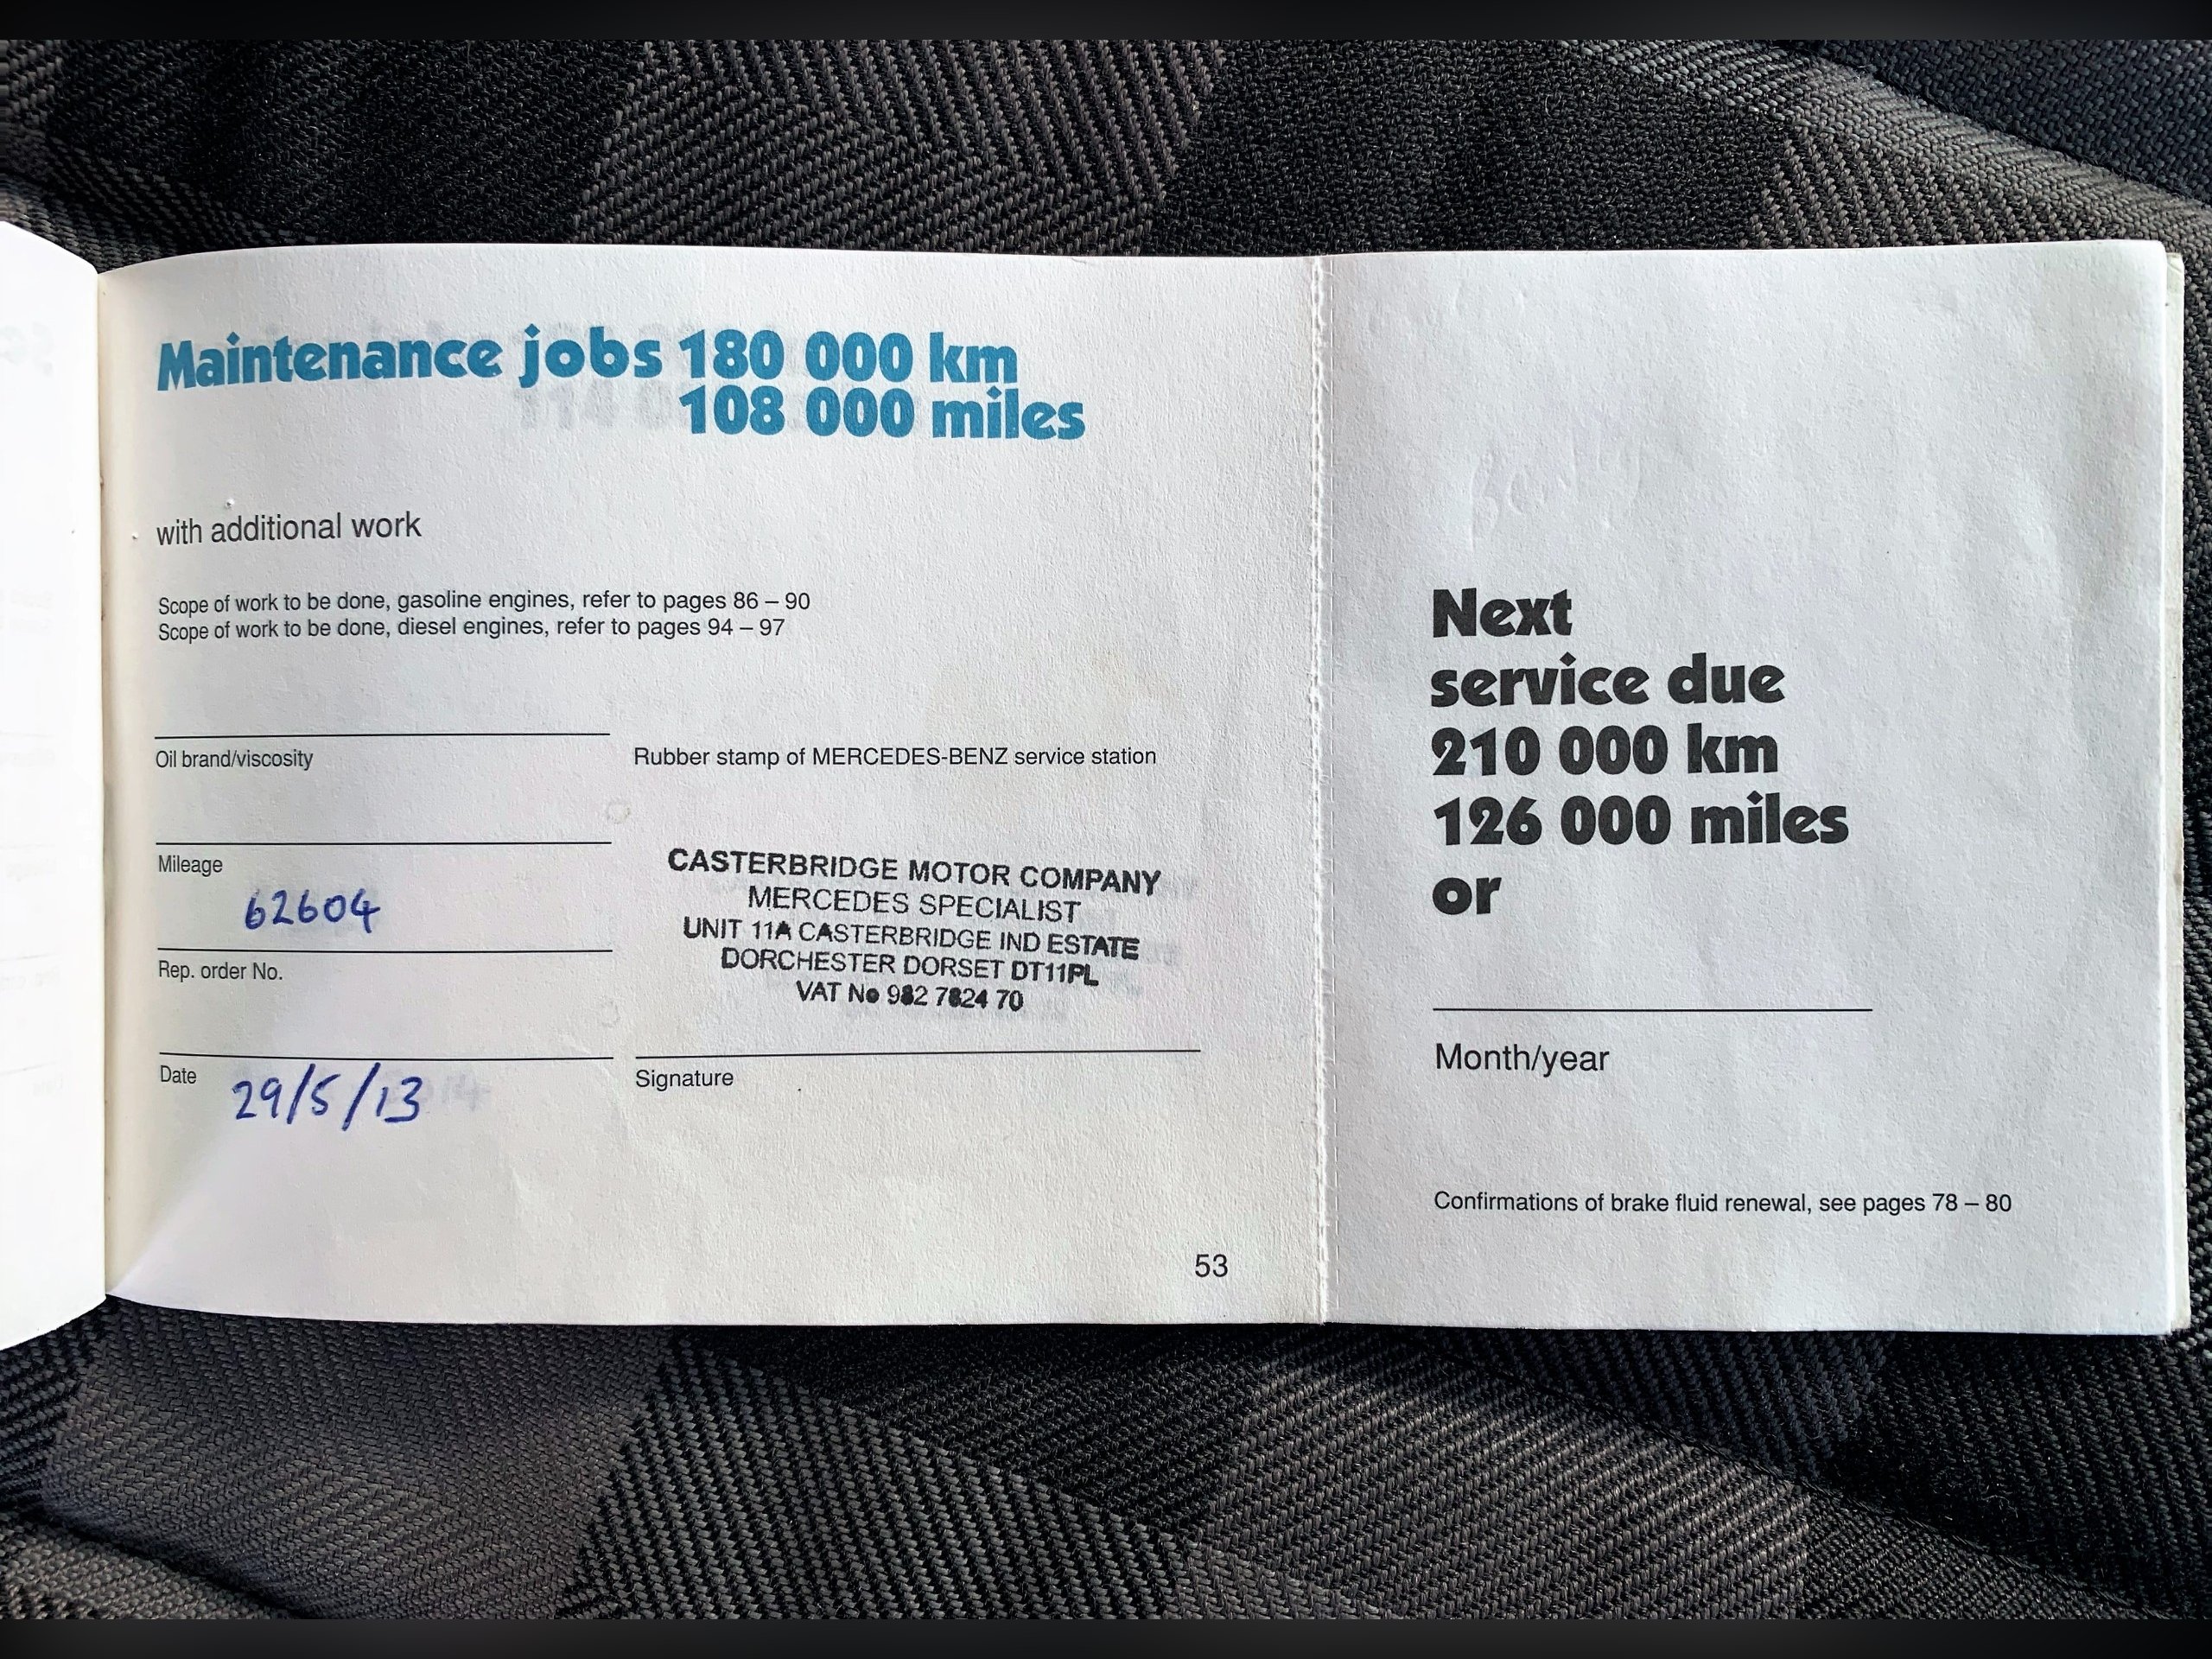 Maintenance jobs 180 000 km
108 000 miles
with additional work
Scope of work to be done, gasoline engines, refer to pages 86 – 90
Scope of work to be done, diesel engines, refer to pages 94 – 97
Oil brand/viscosity
Rubber stamp of MERCEDES-BENZ service station
Mileage
62604
CASTERBRIDGE MOTOR COMPANY
MERCEDES SPECIALIST
UNIT 11A CASTERBRIDGE IND ESTATE
DORCHESTER DORSET DT11PL
VAT No 982 7824 70
Rep. order No.
Date
29/5/13
Signature
53
Next
service due
210 000 km
126 000 miles
or
Month/year
Confirmations of brake fluid renewal, see pages 78 – 80